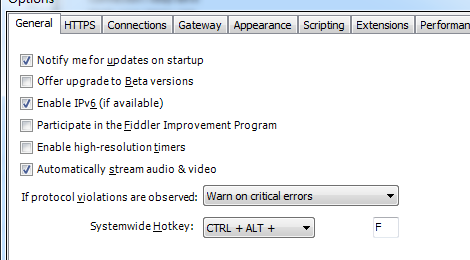 General HTTPS Connections Gateway Appearance Scripting Extensions Performan
Notify me for updates on startup
Offer upgrade to Beta versions
Enable IPv6 (if available)
Participate in the Fiddler Improvement Program
Enable high-resolution timers
Automatically stream audio & video
If protocol violations are observed: Warn on critical errors
Systemwide Hotkey: CTRL + ALT + F